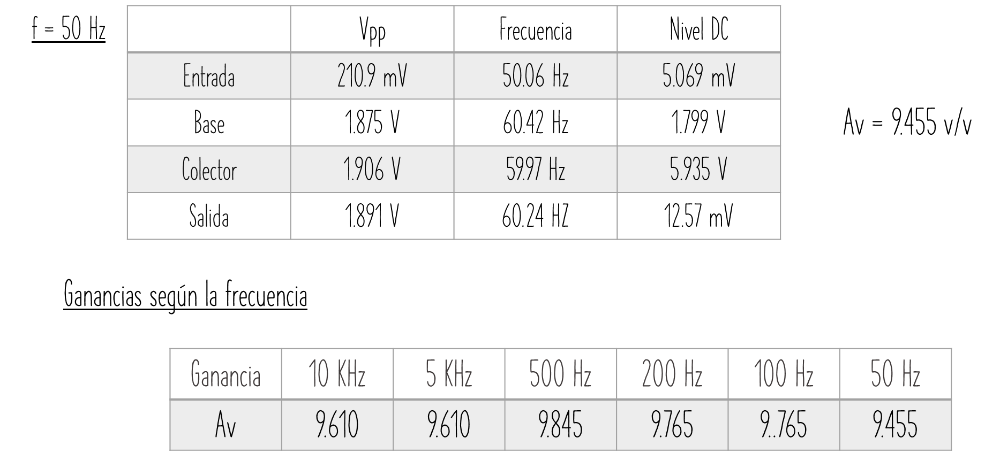 f = 50 Hz
Vpp Frecuencia Nivel DC
Entrada 210.9 mV 50.06 Hz 5.069 mV
Base 1.875 V 60.42 Hz 1.799 V
Av = 9.455 v/v
Colector 1.906 V 59.97 Hz 5.935 V
Salida 1.891 V 60.24 HZ 12.57 mV
Ganancias según la frecuencia
Ganancia 10 KHz 5 KHz 500 Hz 200 Hz 100 Hz 50 Hz
Av 9.610 9.610 9.845 9.765 9..765 9.455